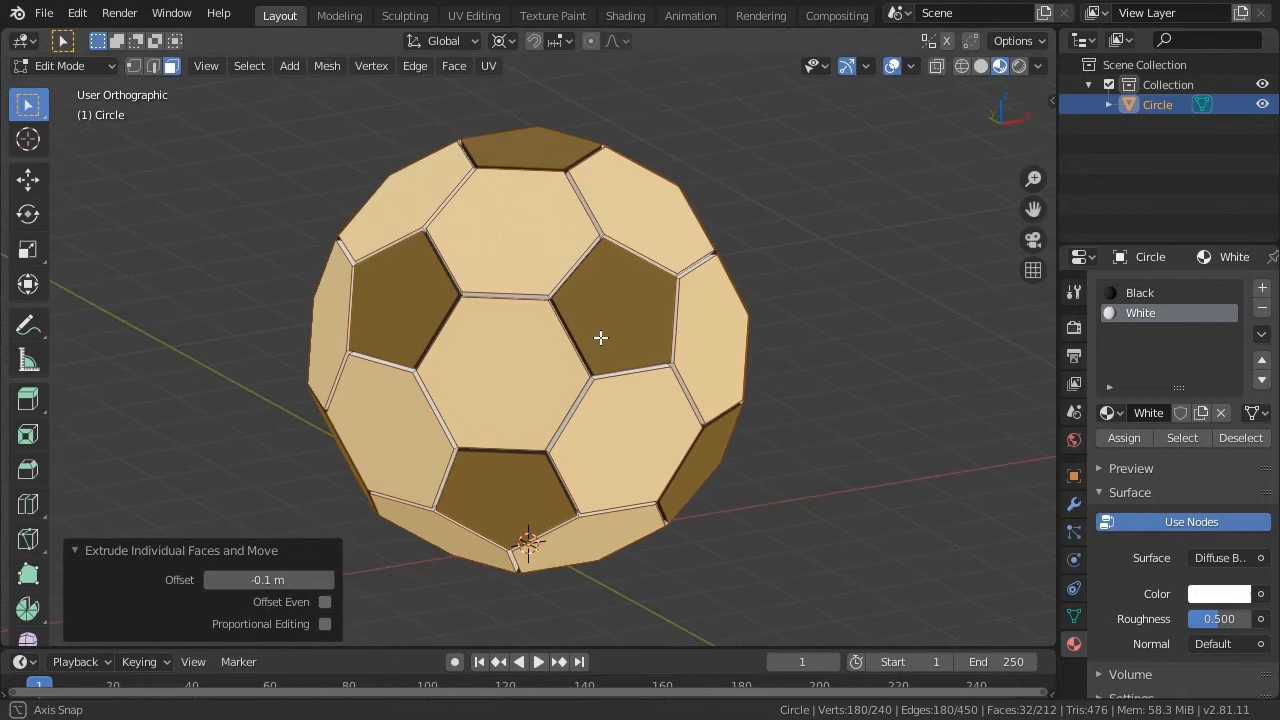 File Edit Render Window Help Layout Modeling Sculpting UV Editing Texture Paint Shading Animation Rendering Compositing Scene View Layer
Global Options
Edit Mode View Select Add Mesh Vertex Edge Face UV
User Orthographic
(1) Circle
Scene Collection
Collection
Circle
Circle White
Black
White
White
Assign Select Deselect
Preview
Surface
Use Nodes
Surface Diffuse B..
Color
Roughness 0.500
Normal Default
Volume
Extrude Individual Faces and Move
Offset -0.1 m
Offset Even
Proportional Editing
Playback Keying View Marker 1 Start 1 End 250
1 20 40 60 80 100 120 140 160 180 200 220 240
Axis Snap
Circle | Verts:180/240 | Edges:180/450 | Faces:32/212 | Tris:476 | Mem: 58.3 MiB | v2.81.11